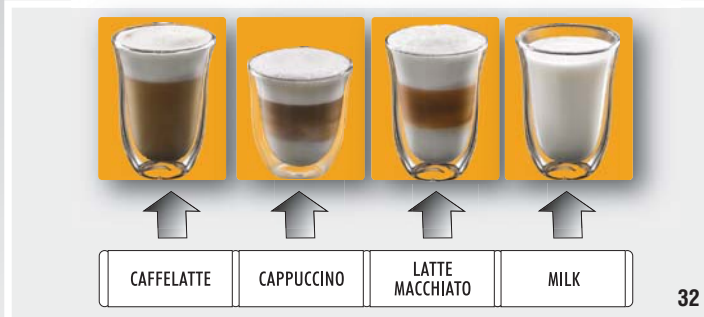 CAFFELATTE
CAPPUCCINO
LATTE
MACCHIATO
MILK
32